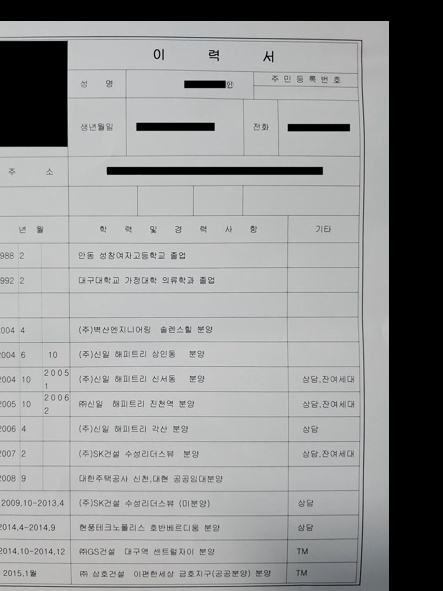 이 력 서
성 명
인
주 민 등 록 번 호
생년월일
전화
주 소
년 월 학 력 및 경 력 사 항 기타
1988 2 안동 성창여자고등학교 졸업
1992 2 대구대학교 가정대학 의류학과 졸업
2004 4 (주)벽산엔지니어링 솔렌스힐 분양
2004 6 10 (주)신일 해피트리 상인동 분양
2004 10 2005 1 (주)신일 해피트리 신서동 분양 상담,잔여세대
2005 10 2006 2 ㈜신일 해피트리 진천역 분양 상담,잔여세대
2006 4 (주)신일 해피트리 각산 분양 상담
2007 2 (주)SK건설 수성리더스뷰 분양 상담,잔여세대
2008 9 대한주택공사 신천,대현 공공임대분양
2009,10-2013,4 (주)SK건설 수성리더스뷰 (미분양) 상담
2014,4-2014,9 현풍테크노폴리스 호반베르디움 분양 상담
2014,10-2014,12 ㈜GS건설 대구역 센트럴자이 분양 TM
2015,1월 ㈜ 삼호건설 이편한세상 금호지구(공공분양) 분양 TM